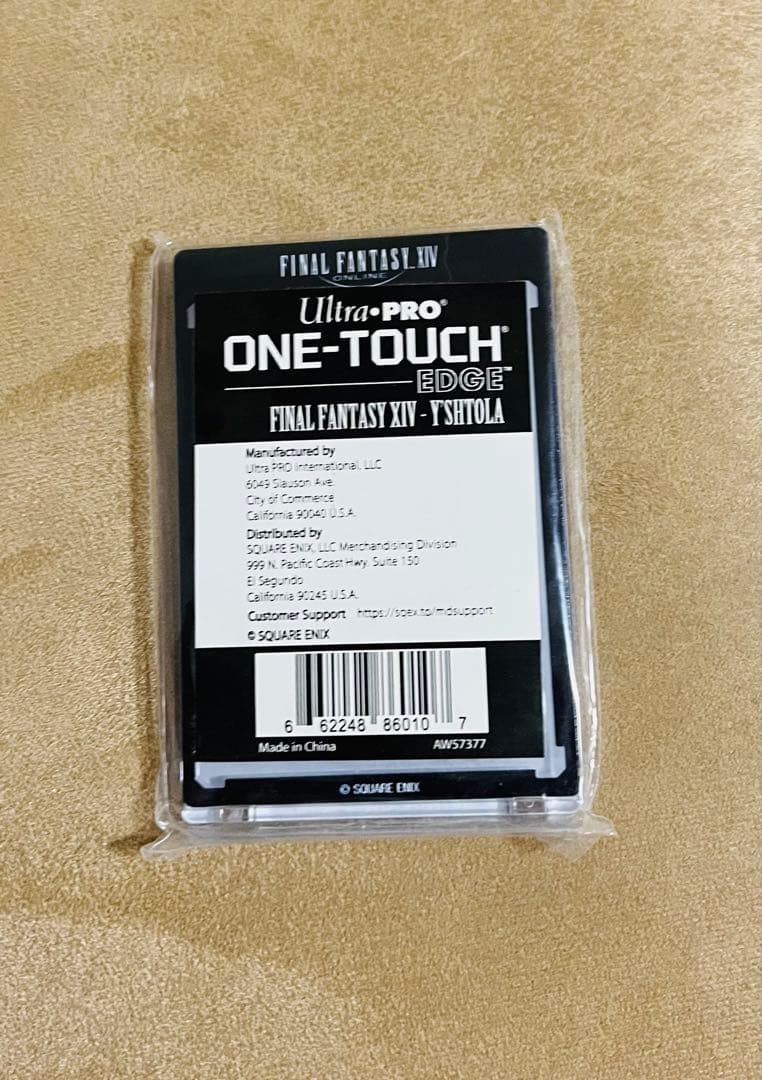 FINAL FANTASY XIV
ONLINE
Ultra•PRO®
ONE-TOUCH®
EDGE™
FINAL FANTASY XIV - Y'SHTOLA
Manufactured by
Ultra PRO International, LLC
6049 Slauson Ave.
City of Commerce
California 90040 U.S.A.
Distributed by
SQUARE ENIX, LLC Merchandising Division
999 N. Pacific Coast Hwy. Suite 150
El Segundo
California 90245 U.S.A.
Customer Support https://sqex.to/mdsupport
© SQUARE ENIX
6 62248 86010 7
Made in China AW57377
© SQUARE ENIX